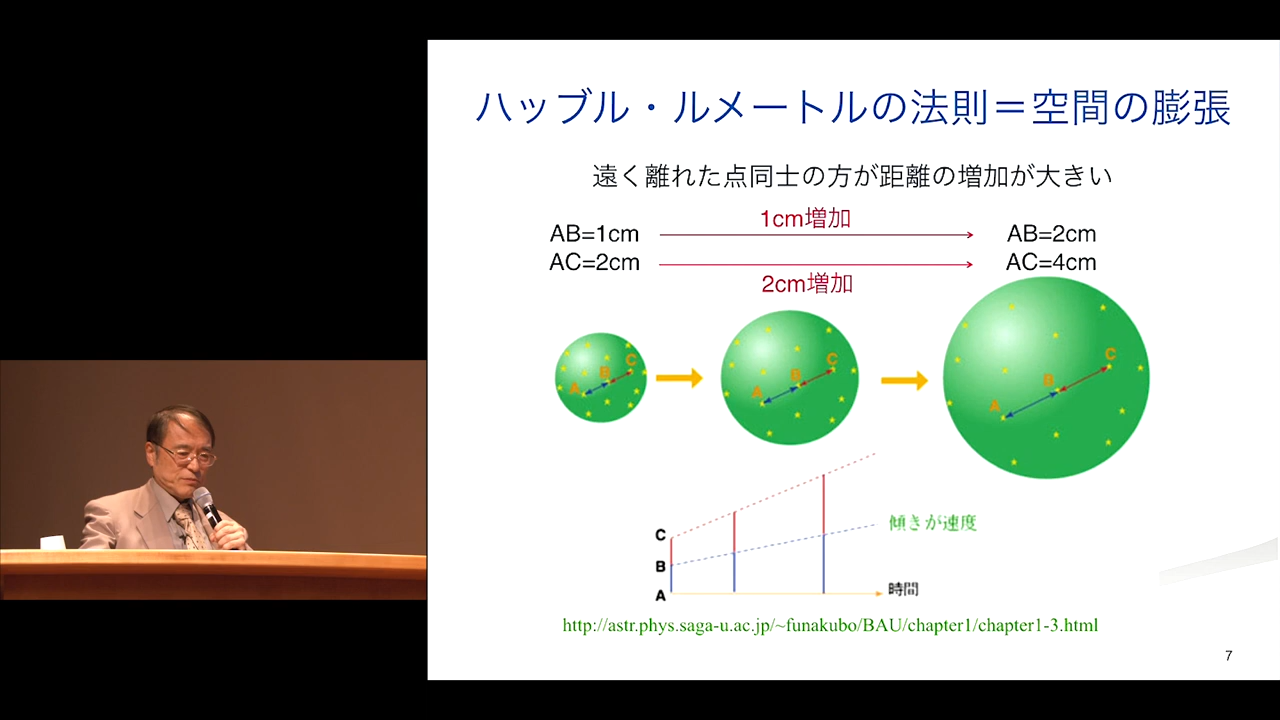 ハッブル・ルメートルの法則＝空間の膨張
遠く離れた点同士の方が距離の増加が大きい
AB=1cm
1cm増加
AB=2cm
AC=2cm
2cm増加
AC=4cm
A B C
A B C
A B C
C
B
A
傾きが速度
時間
http://astr.phys.saga-u.ac.jp/~funakubo/BAU/chapter1/chapter1-3.html
7